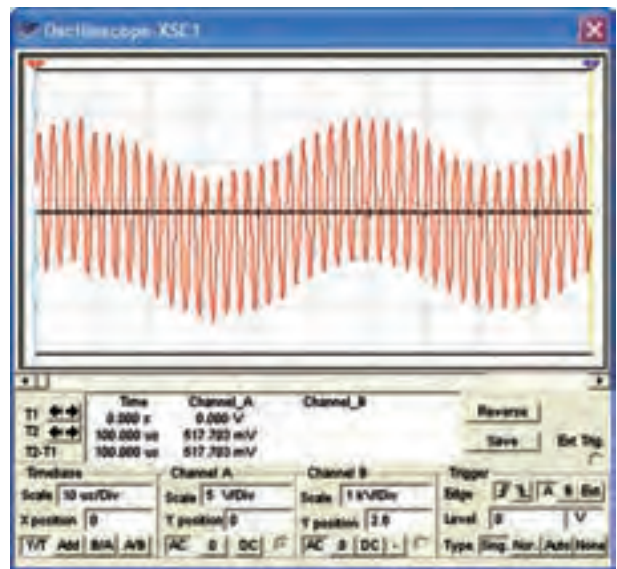 Oscilloscope-XSC1
Time Channel_A Channel_B
T1 0.000 s 0.000 V
T2 100.000 us 517.703 mV
T2-T1 100.000 us 517.703 mV
Reverse
Save Ext Trig.
Timebase Channel A Channel B Trigger
Scale 10 us/Div Scale 5 V/Div Scale 1 kV/Div Edge A B Ext
X position 0 Y position 0 Y position 2.0 Level 0 V
Y/T Add B/A A/B AC 0 DC AC 0 DC - Type Sing. Nor. Auto None